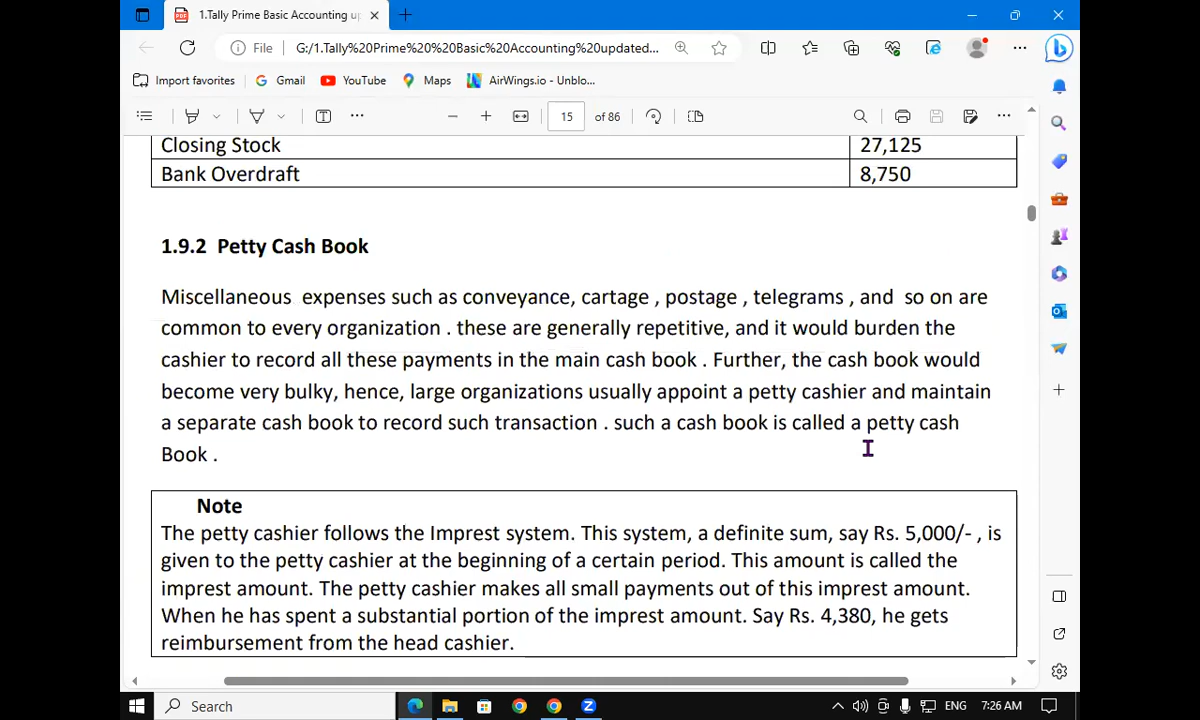 1.Tally Prime Basic Accounting up
File
G:/1.Tally%20Prime%20%20Basic%20Accounting%20updated...
Import favorites
Gmail
YouTube
Maps
AirWings.io - Unblo...
15
of 86
Closing Stock 27,125
Bank Overdraft 8,750
1.9.2 Petty Cash Book
Miscellaneous expenses such as conveyance, cartage , postage , telegrams , and so on are
common to every organization . these are generally repetitive, and it would burden the
cashier to record all these payments in the main cash book . Further, the cash book would
become very bulky, hence, large organizations usually appoint a petty cashier and maintain
a separate cash book to record such transaction . such a cash book is called a petty cash
Book .
Note
The petty cashier follows the Imprest system. This system, a definite sum, say Rs. 5,000/- , is
given to the petty cashier at the beginning of a certain period. This amount is called the
imprest amount. The petty cashier makes all small payments out of this imprest amount.
When he has spent a substantial portion of the imprest amount. Say Rs. 4,380, he gets
reimbursement from the head cashier.
Search
ENG
7:26 AM